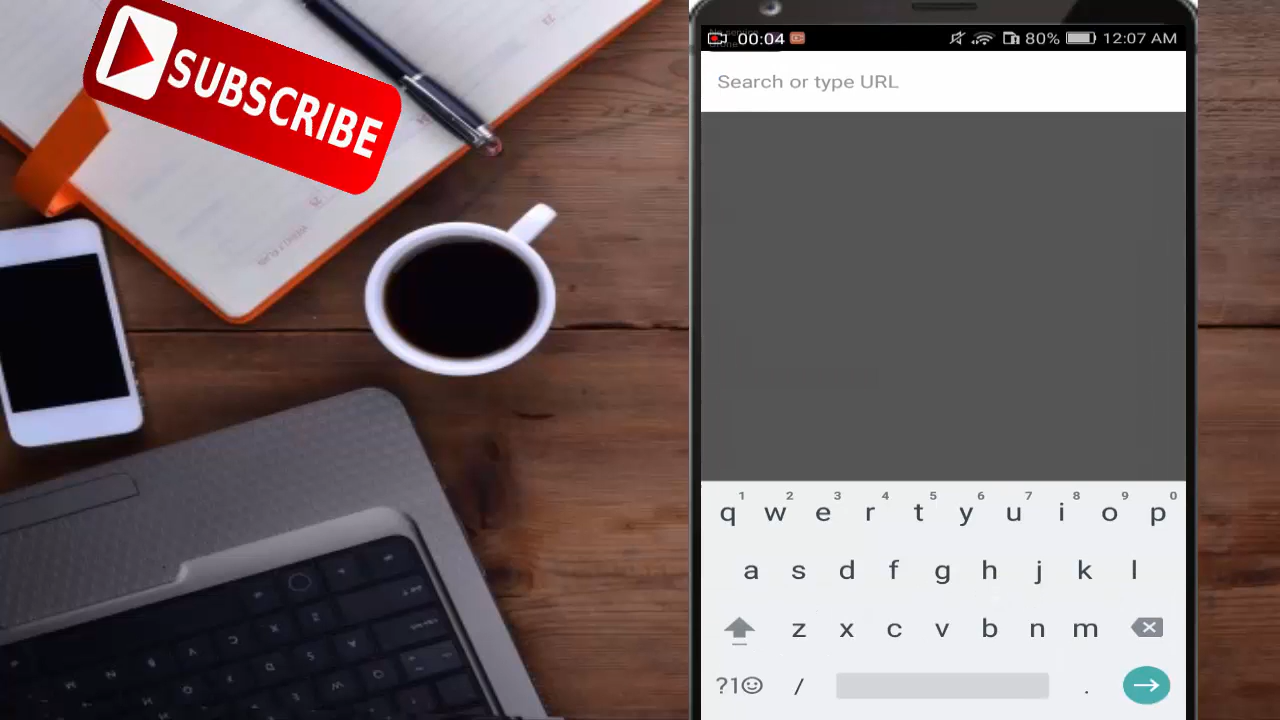 SUBSCRIBE
00:04 80% 12:07 AM
Search or type URL
1 2 3 4 5 6 7 8 9 0
q w e r t y u i o p
a s d f g h j k l
z x c v b n m
?1☺ / .